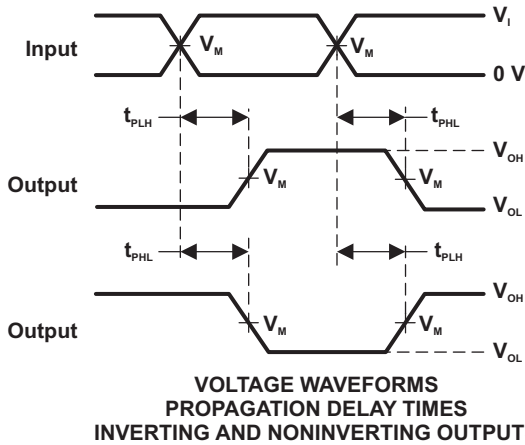 V_I
Input V_M V_M
0 V
t_PLH t_PHL
V_OH
Output V_M V_M
V_OL
t_PHL t_PLH
V_OH
Output V_M V_M
V_OL
VOLTAGE WAVEFORMS
PROPAGATION DELAY TIMES
INVERTING AND NONINVERTING OUTPUT